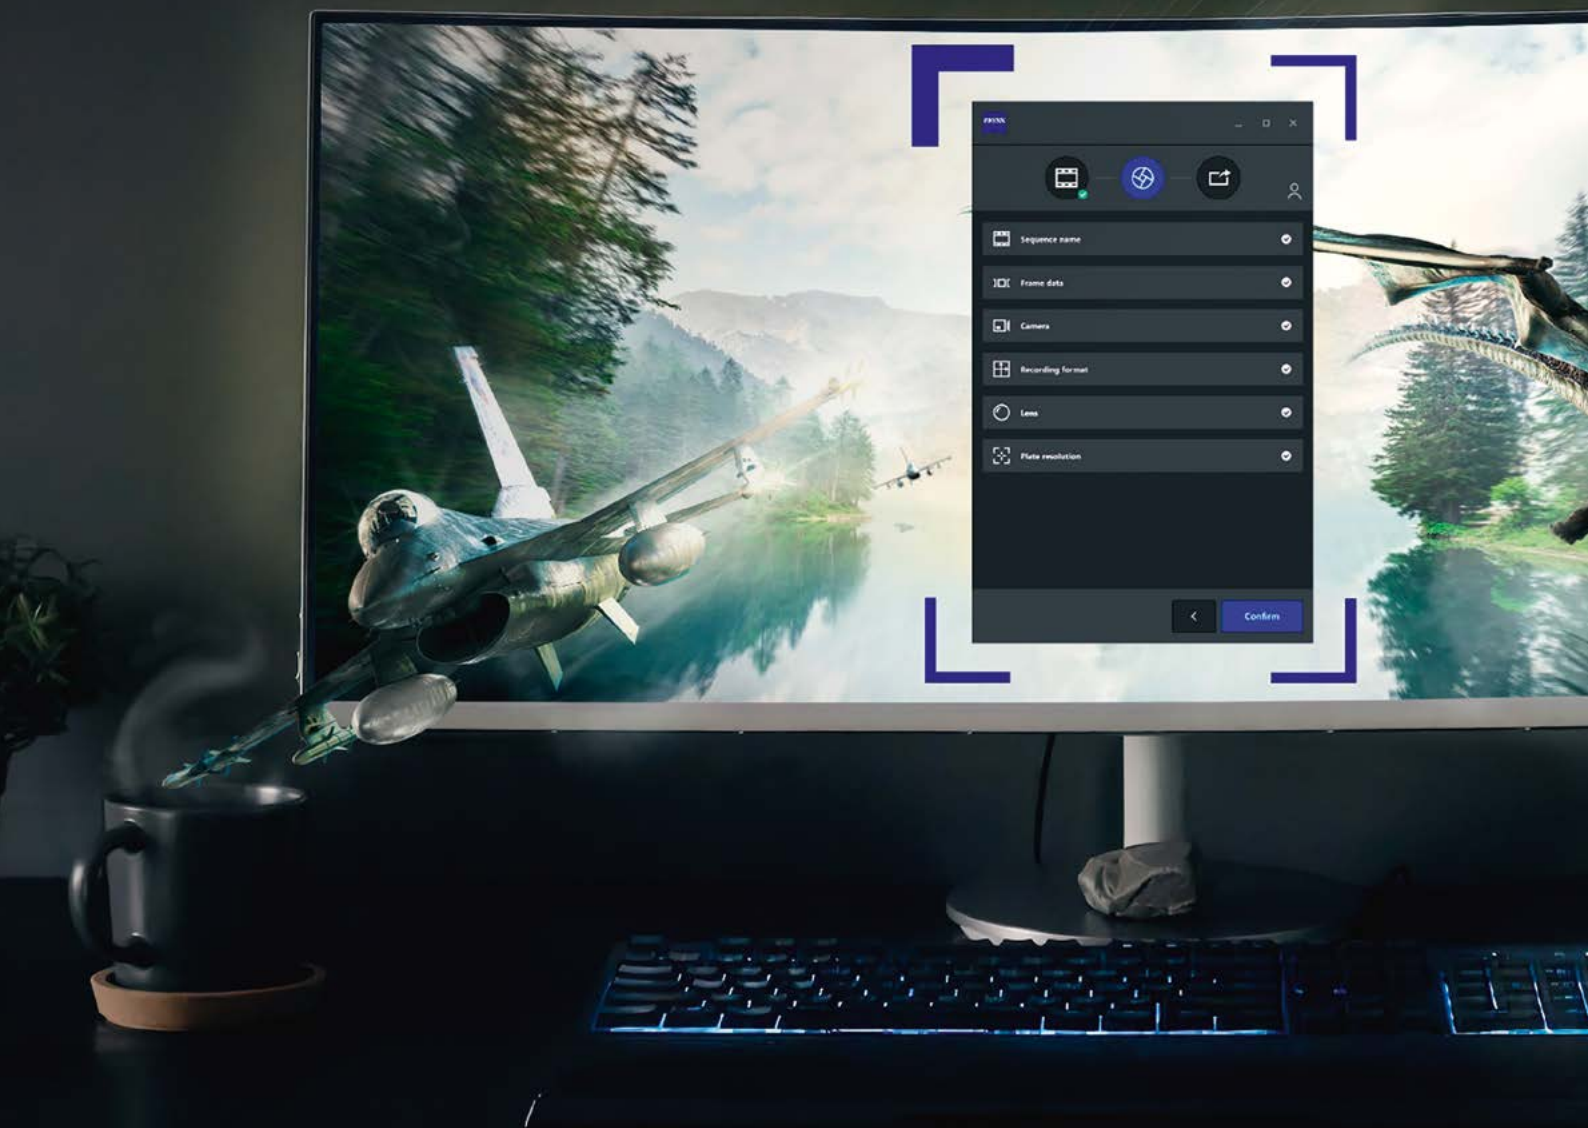 Sequence name
Frame data
Camera
Recording format
Lens
Plate resolution
Confirm